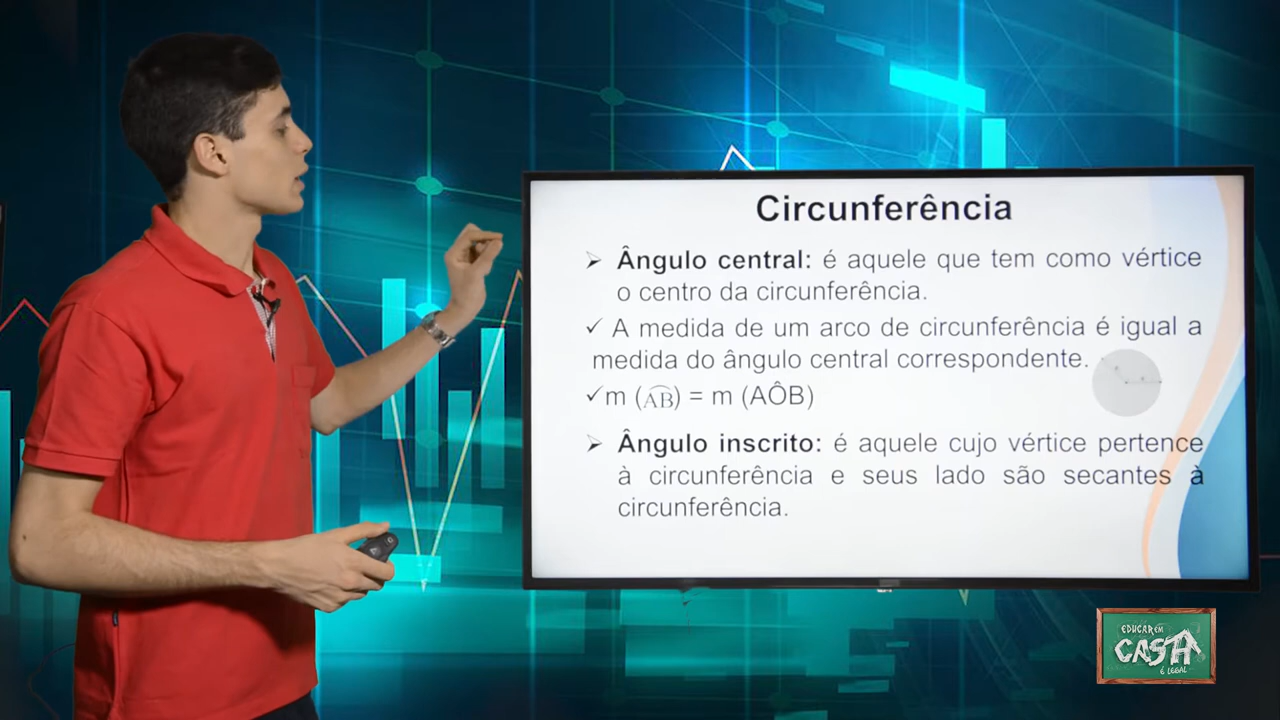 Circunferência
➢ Ângulo central: é aquele que tem como vértice
o centro da circunferência.
✓ A medida de um arco de circunferência é igual a
medida do ângulo central correspondente.
✓m (AB) = m (AÔB)
➢ Ângulo inscrito: é aquele cujo vértice pertence
à circunferência e seus lado são secantes à
circunferência.
EDUCAR EM
CASA
É LEGAL